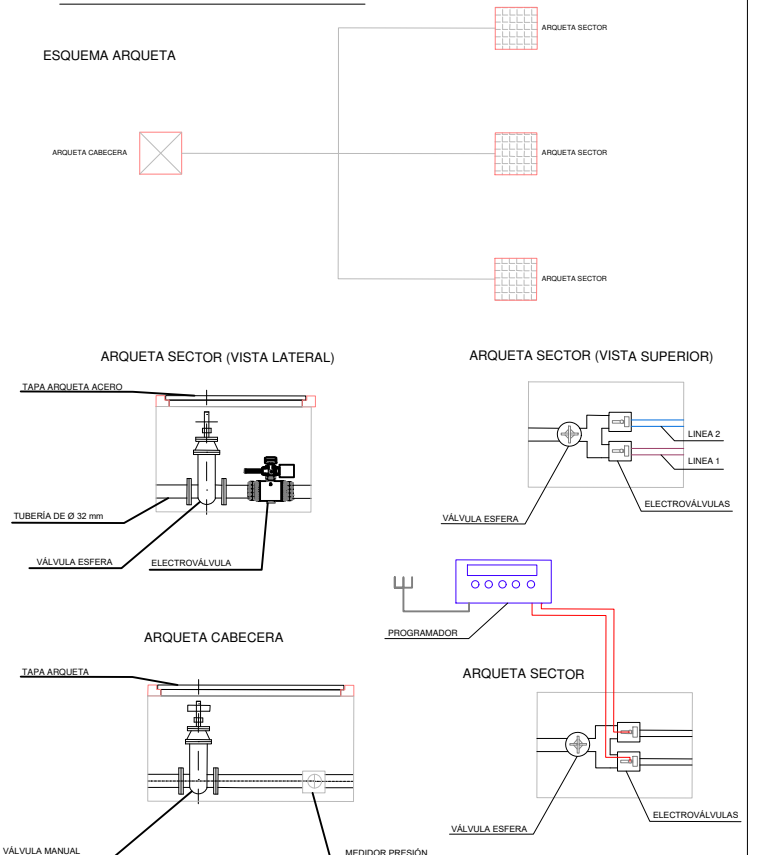 ESQUEMA ARQUETA
ARQUETA SECTOR
ARQUETA CABECERA
ARQUETA SECTOR
ARQUETA SECTOR
ARQUETA SECTOR (VISTA LATERAL)
TAPA ARQUETA ACERO
TUBERÍA DE Ø 32 mm
VÁLVULA ESFERA
ELECTROVÁLVULA
ARQUETA SECTOR (VISTA SUPERIOR)
LINEA 2
LINEA 1
ELECTROVÁLVULAS
VÁLVULA ESFERA
PROGRAMADOR
ARQUETA CABECERA
TAPA ARQUETA
VÁLVULA MANUAL
MEDIDOR PRESIÓN
ARQUETA SECTOR
ELECTROVÁLVULAS
VÁLVULA ESFERA